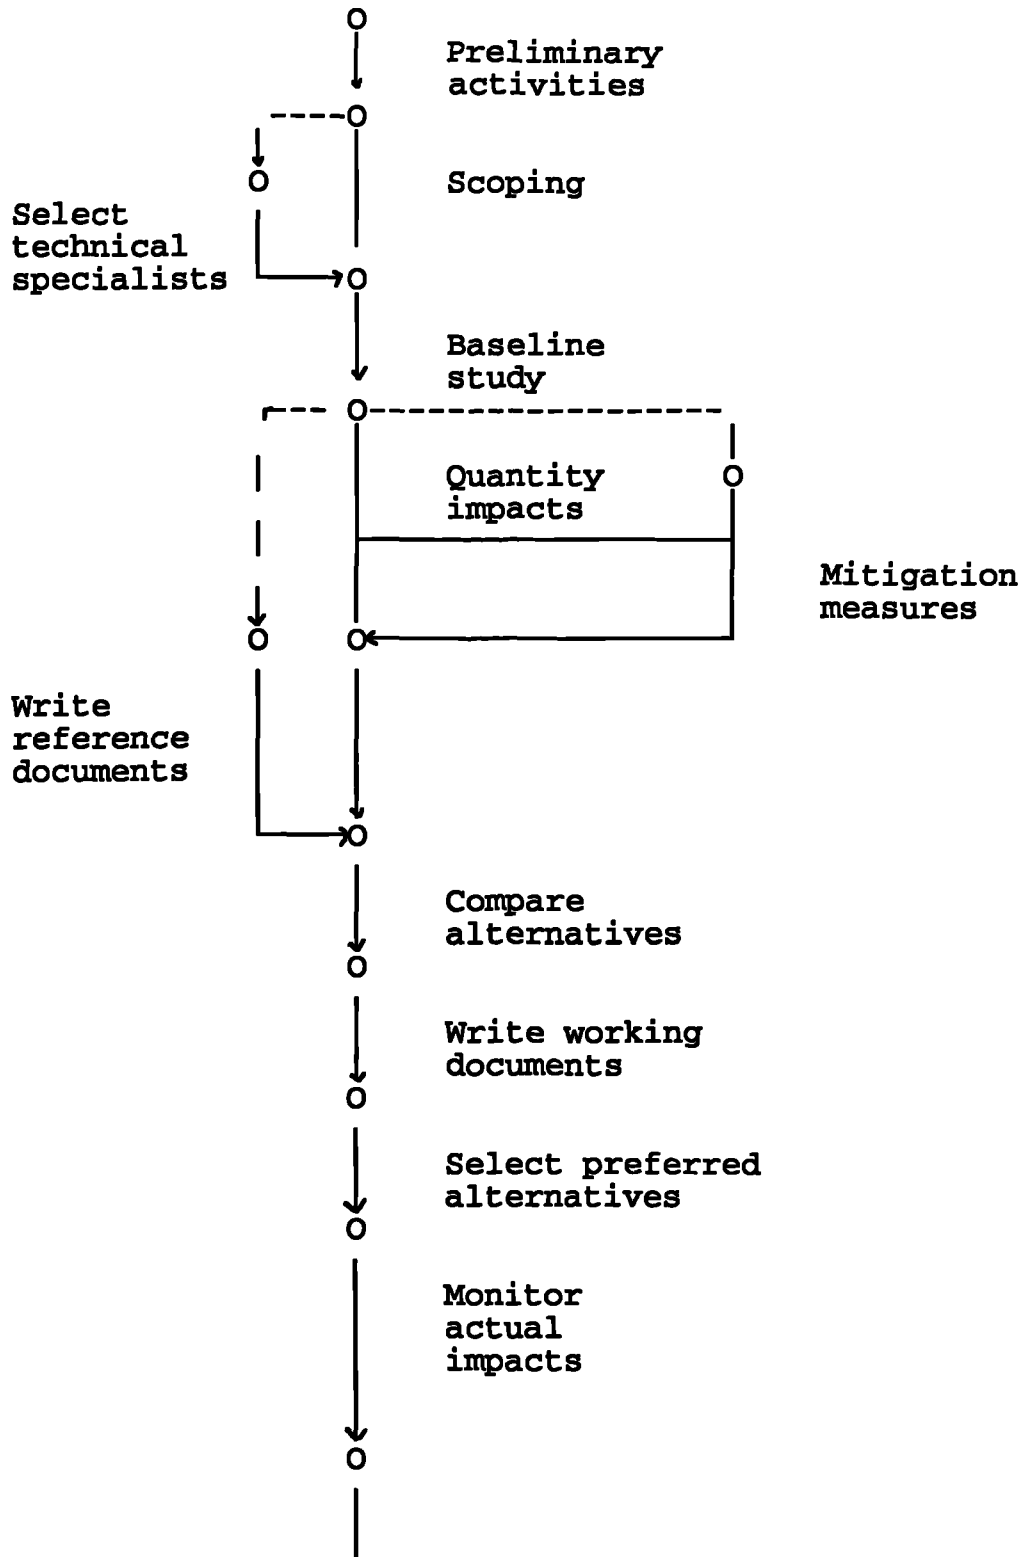 Preliminary
activities
Scoping
Select
technical
specialists
Baseline
study
Quantity
impacts
Mitigation
measures
Write
reference
documents
Compare
alternatives
Write working
documents
Select preferred
alternatives
Monitor
actual
impacts